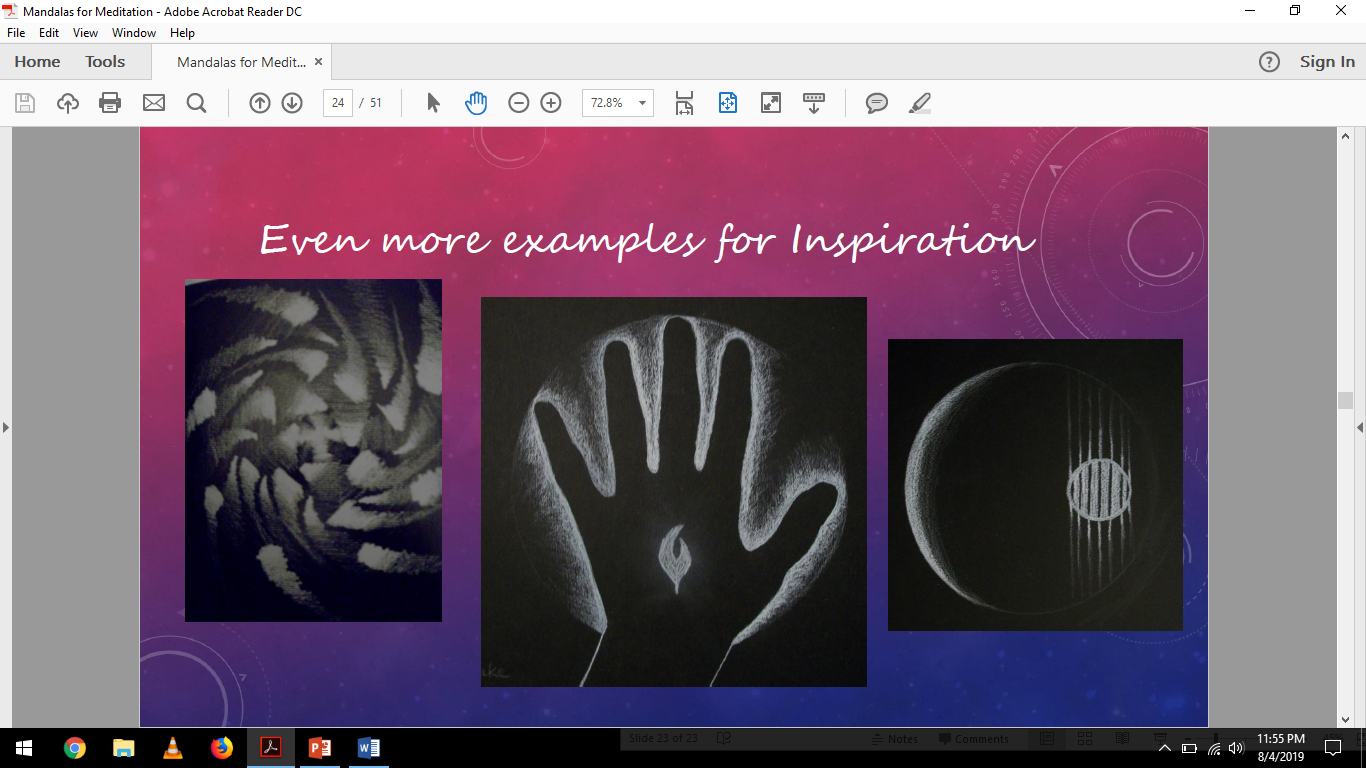 Mandalas for Meditation - Adobe Acrobat Reader DC
File Edit View Window Help
Home Tools Mandalas for Medit... × ? Sign In
24 / 51 72.8%
Even more examples for Inspiration
Slide 23 of 23 Notes Comments
11:55 PM
8/4/2019